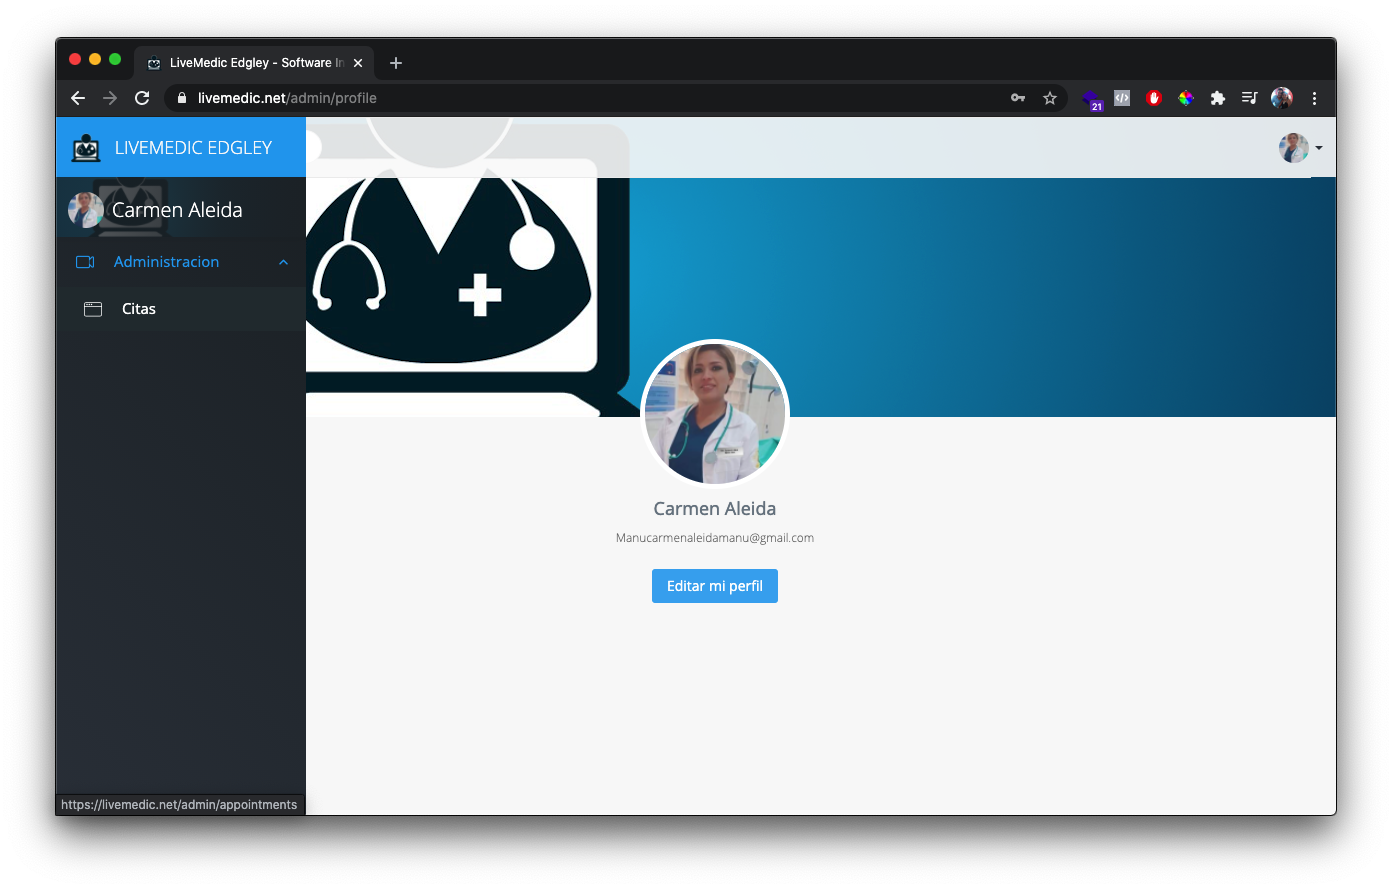 LiveMedic Edgley - Software In
livemedic.net/admin/profile
21
LIVEMEDIC EDGLEY
Carmen Aleida
Administracion
Citas
Carmen Aleida
Manucarmenaleidamanu@gmail.com
Editar mi perfil
https://livemedic.net/admin/appointments